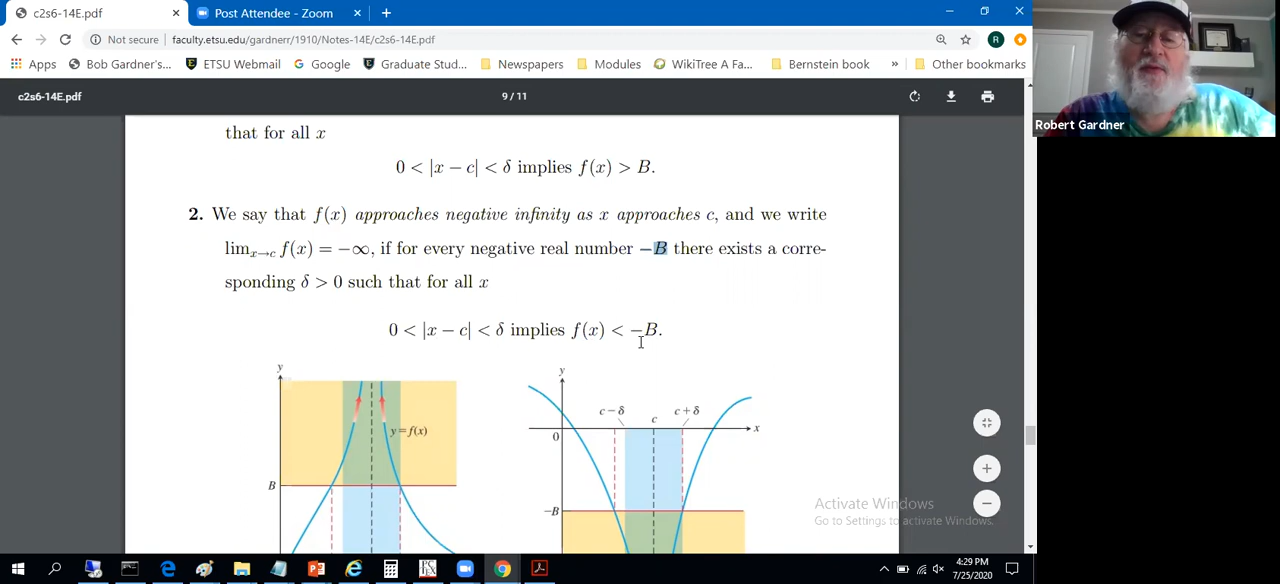 c2s6-14E.pdf
Post Attendee - Zoom
Not secure | faculty.etsu.edu/gardnerr/1910/Notes-14E/c2s6-14E.pdf
R
Apps
Bob Gardner's...
ETSU Webmail
Google
Graduate Stud...
Newspapers
Modules
WikiTree A Fa...
Bernstein book
»
Other bookmarks
c2s6-14E.pdf
9 / 11
Robert Gardner
that for all x
0 < |x − c| < δ implies f(x) > B.
2. We say that f(x) approaches negative infinity as x approaches c, and we write
lim x→c f(x) = −∞, if for every negative real number −B there exists a corre-
sponding δ > 0 such that for all x
0 < |x − c| < δ implies f(x) < −B.
y
y = f(x)
B
y
c − δ
c
c + δ
x
0
−B
Activate Windows
Go to Settings to activate Windows.
4:29 PM
7/25/2020